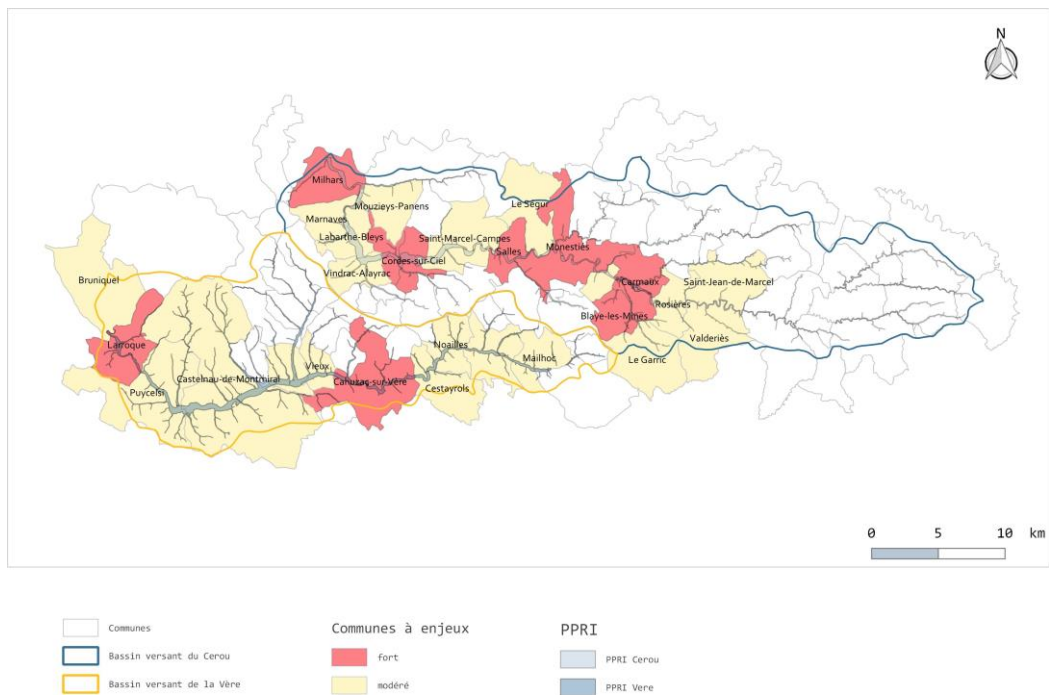 N
Milhars
Le Ségur
Mouzieys-Panens
Marnaves
Labarthe-Bleys
Saint-Marcel-Campes
Salles
Monestiés
Cordes-sur-Ciel
Vindrac-Alayrac
Bruniquel
Carmaux
Saint-Jean-de-Marcel
Rosières
Blaye-les-Mines
Valderiès
Larroque
Noailles
Mailhoc
Le Garric
Vieux
Castelnau-de-Montmiral
Cahuzac-sur-Vère
Cestayrols
Puycelsi
0 5 10 km
Communes
Bassin versant du Cerou
Bassin versant de la Vère
Communes à enjeux
fort
modéré
PPRI
PPRI Cerou
PPRI Vere